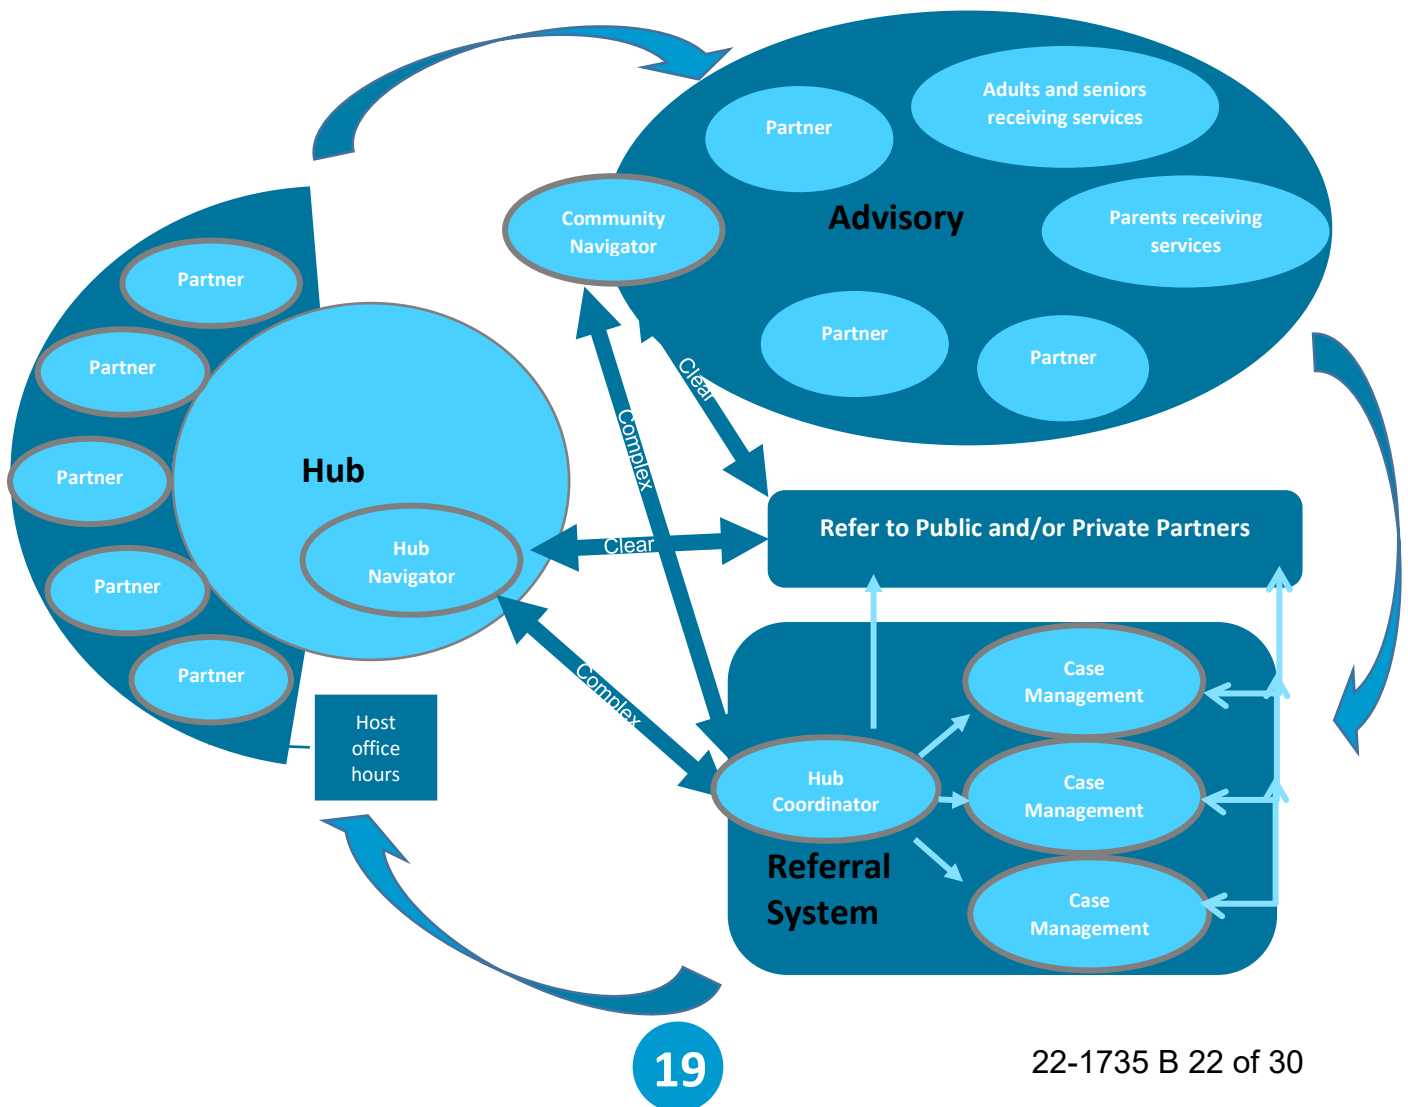 Adults and seniors
receiving services
Partner
Community
Navigator
Advisory
Parents receiving
services
Partner
Partner
Partner
Partner
Partner
Partner
Partner
Hub
Hub
Navigator
Clear
Complex
Clear
Complex
Refer to Public and/or Private Partners
Host
office
hours
Case
Management
Hub
Coordinator
Case
Management
Referral
System
Case
Management
19
22-1735 B 22 of 30